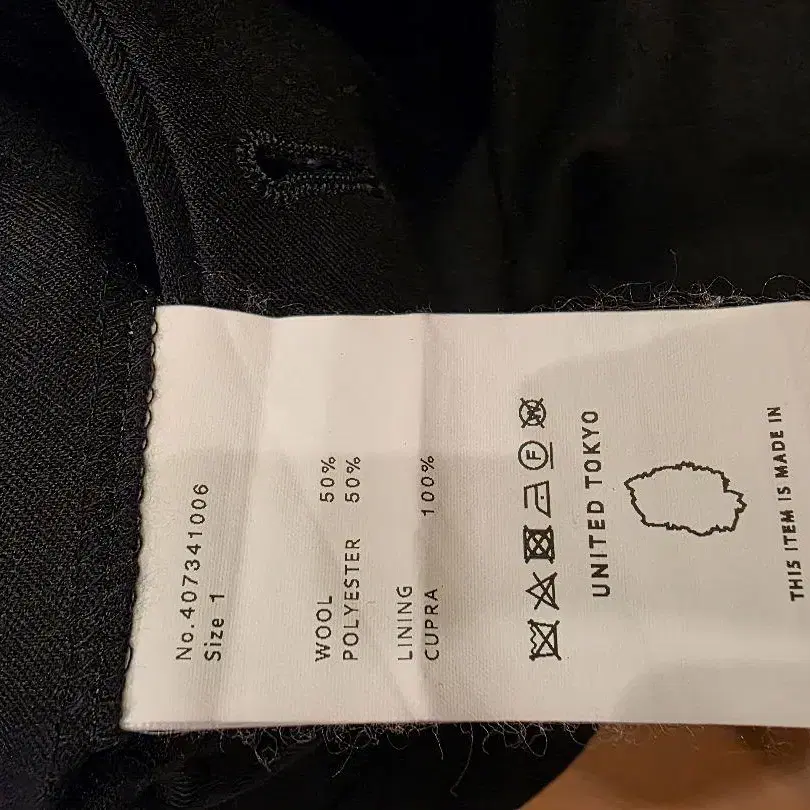 No.407341006
Size 1
WOOL 50%
POLYESTER 50%
LINING
CUPRA 100%
F W
UNITED TOKYO
THIS ITEM IS MADE IN